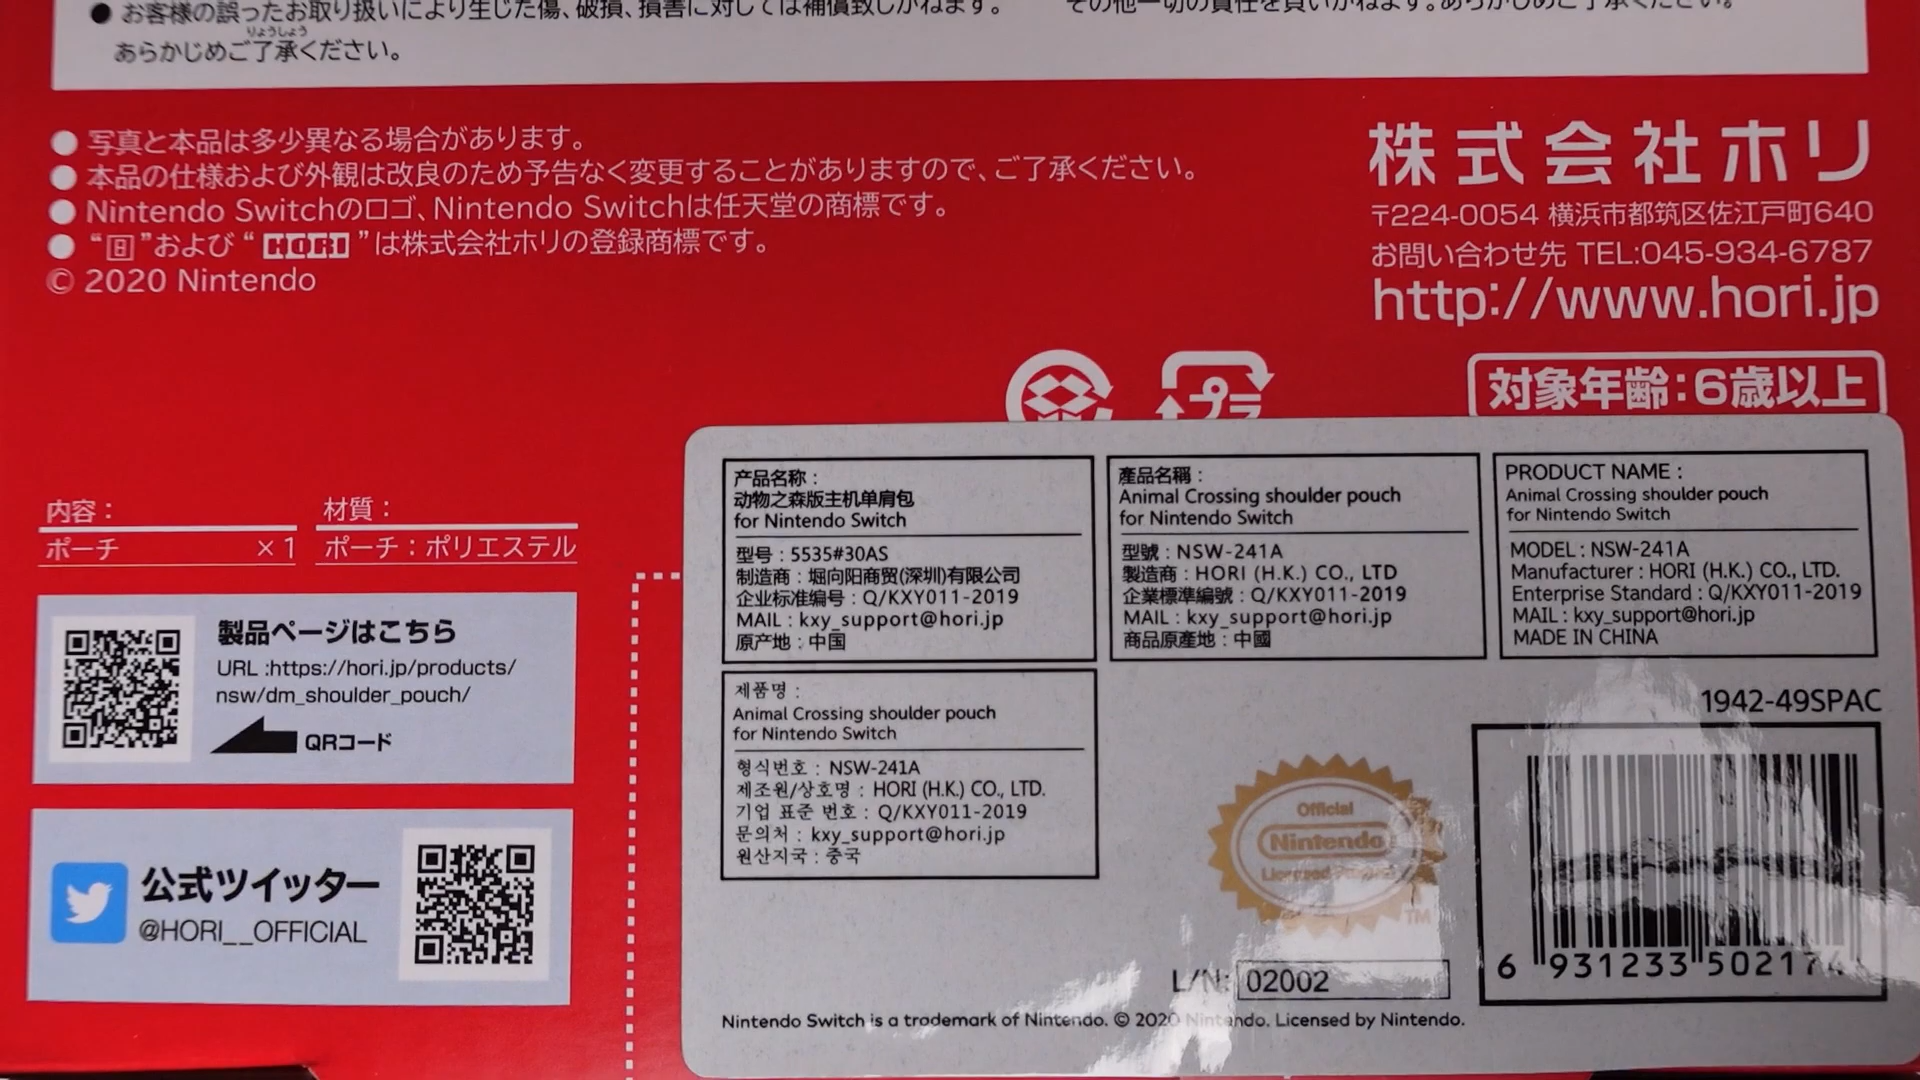 ● お客様の誤ったお取り扱いにより生じた傷、破損、損害に対しては補償致しかねます。
りょうしょう
あらかじめご了承ください。
その他一切の責任を負いかねます。あらかじめご了承ください。
● 写真と本品は多少異なる場合があります。
● 本品の仕様および外観は改良のため予告なく変更することがありますので、ご了承ください。
● Nintendo Switchのロゴ、Nintendo Switchは任天堂の商標です。
● “日”および“HORI”は株式会社ホリの登録商標です。
© 2020 Nintendo
株式会社ホリ
〒224-0054 横浜市都筑区佐江戸町640
お問い合わせ先 TEL:045-934-6787
http://www.hori.jp
プラ
対象年齢:6歳以上
内容:
ポーチ ×1
材質:
ポーチ:ポリエステル
製品ページはこちら
URL :https://hori.jp/products/
nsw/dm_shoulder_pouch/
QRコード
公式ツイッター
@HORI__OFFICIAL
产品名称:
动物之森版主机单肩包
for Nintendo Switch
型号:5535#30AS
制造商:堀向阳商贸(深圳)有限公司
企业标准编号:Q/KXY011-2019
MAIL:kxy_support@hori.jp
原产地:中国
產品名稱:
Animal Crossing shoulder pouch
for Nintendo Switch
型號:NSW-241A
製造商:HORI (H.K.) CO., LTD
企業標準編號:Q/KXY011-2019
MAIL:kxy_support@hori.jp
商品原產地:中國
PRODUCT NAME:
Animal Crossing shoulder pouch
for Nintendo Switch
MODEL:NSW-241A
Manufacturer:HORI (H.K.) CO., LTD.
Enterprise Standard:Q/KXY011-2019
MAIL:kxy_support@hori.jp
MADE IN CHINA
제품명:
Animal Crossing shoulder pouch
for Nintendo Switch
형식번호:NSW-241A
제조원/상호명:HORI (H.K.) CO., LTD.
기업 표준 번호:Q/KXY011-2019
문의처:kxy_support@hori.jp
원산지국:중국
1942-49SPAC
Official
Nintendo
Licensed
TM
6 931233 502174
L/N: 02002
Nintendo Switch is a trademark of Nintendo. © 2020 Nintendo. Licensed by Nintendo.